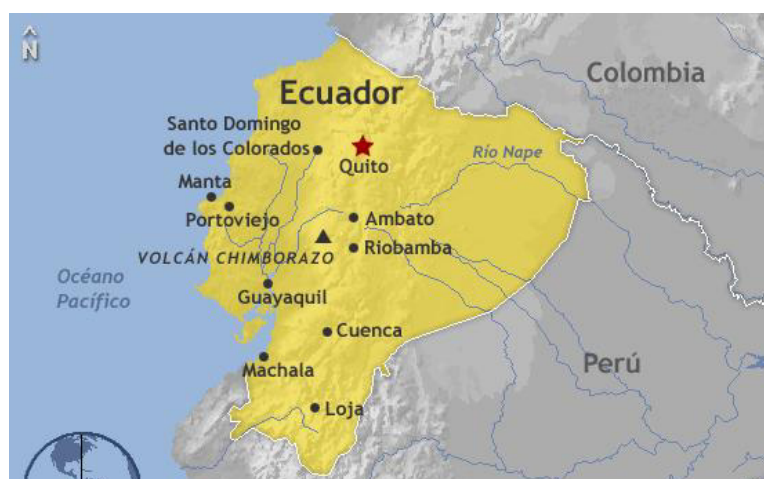 N
Colombia
Ecuador
Santo Domingo
de los Colorados
Quito
Río Nape
Manta
Portoviejo
Ambato
VOLCÁN CHIMBORAZO
Riobamba
Océano
Pacífico
Guayaquil
Cuenca
Machala
Perú
Loja